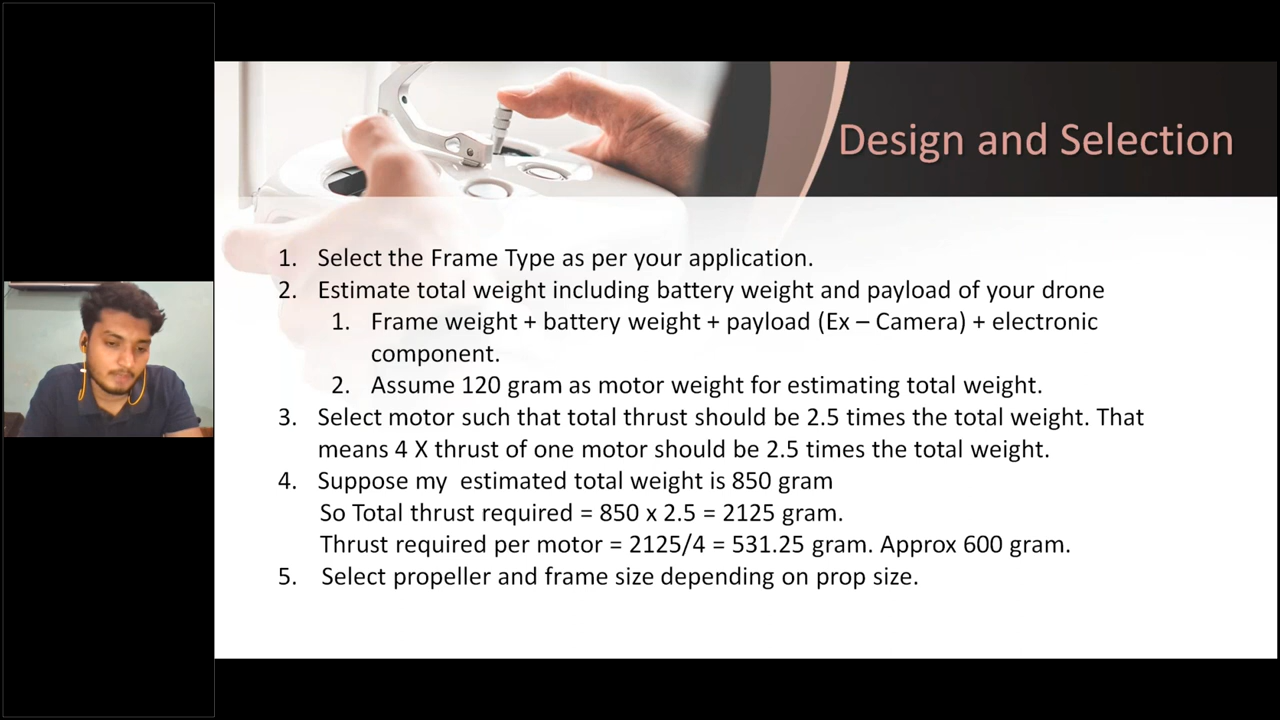 Design and Selection
1. Select the Frame Type as per your application.
2. Estimate total weight including battery weight and payload of your drone
1. Frame weight + battery weight + payload (Ex – Camera) + electronic
component.
2. Assume 120 gram as motor weight for estimating total weight.
3. Select motor such that total thrust should be 2.5 times the total weight. That
means 4 X thrust of one motor should be 2.5 times the total weight.
4. Suppose my estimated total weight is 850 gram
So Total thrust required = 850 x 2.5 = 2125 gram.
Thrust required per motor = 2125/4 = 531.25 gram. Approx 600 gram.
5. Select propeller and frame size depending on prop size.